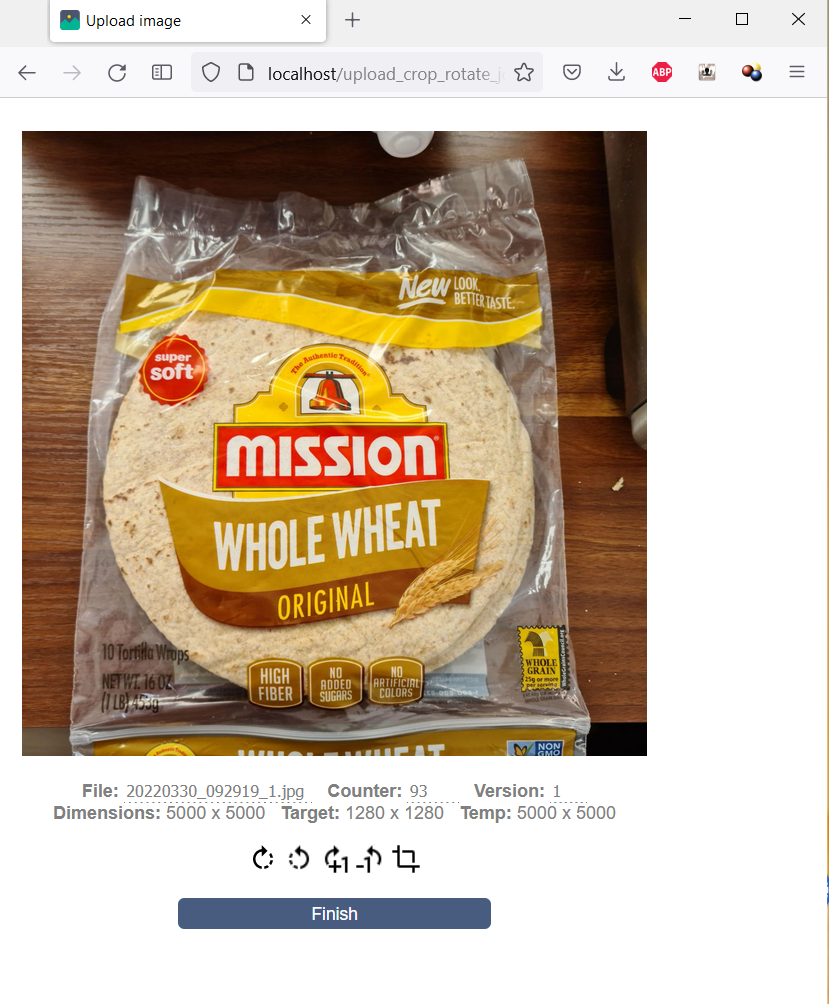 Upload image
localhost/upload_crop_rotate_j
ABP
New LOOK.
BETTER TASTE.
super
soft
The Authentic Tradition
MISSION
WHOLE WHEAT
ORIGINAL
10 Tortilla Wraps
NET WT. 16 OZ
(1 LB) 453g
HIGH
FIBER
NO
ADDED
SUGARS
NO
ARTIFICIAL
COLORS
WHOLE
GRAIN
25g or more
per serving
WholeGrainsCouncil.org
WHOLE WHEAT
NON
GMO
File: 20220330_092919_1.jpg Counter: 93 Version: 1
Dimensions: 5000 x 5000 Target: 1280 x 1280 Temp: 5000 x 5000
+1 -1
Finish